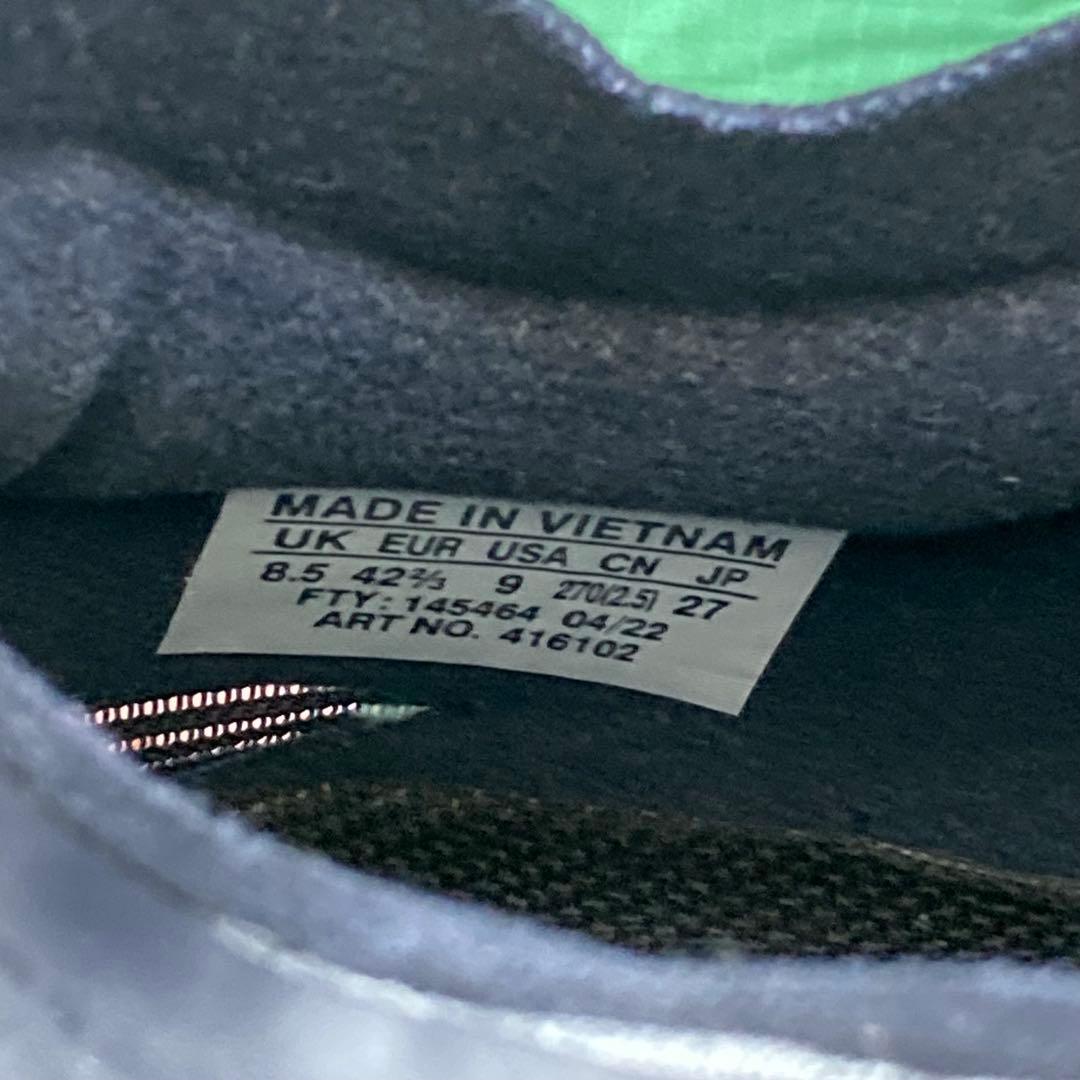 MADE IN VIETNAM
UK EUR USA CN JP
8.5 42⅔ 9 270(2.5) 27
FTY: 145464 04/22
ART NO. 416102